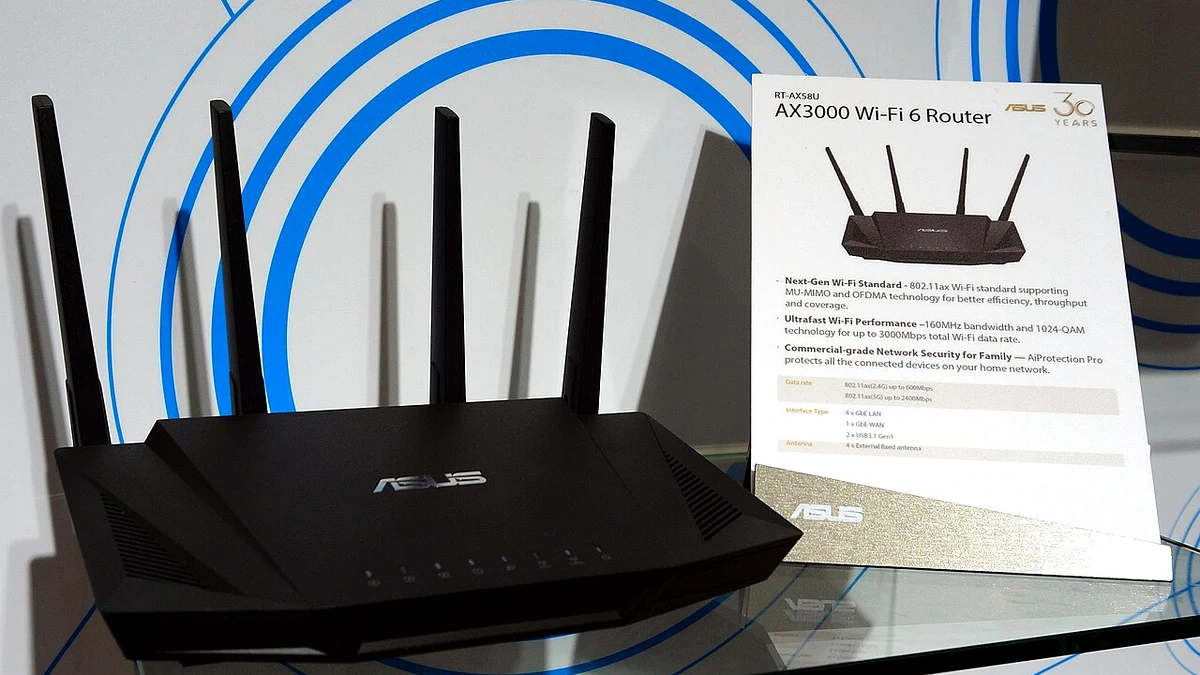 ASUS
RT-AX58U
AX3000 Wi-Fi 6 Router
ASUS 30 YEARS
ASUS
· Next-Gen Wi-Fi Standard - 802.11ax Wi-Fi standard supporting
MU-MIMO and OFDMA technology for better efficiency, throughput
and coverage.
· Ultrafast Wi-Fi Performance –160MHz bandwidth and 1024-QAM
technology for up to 3000Mbps total Wi-Fi data rate.
· Commercial-grade Network Security for Family — AiProtection Pro
protects all the connected devices on your home network.
Data rate 802.11ax(2.4G) up to 600Mbps
802.11ax(5G) up to 2400Mbps
Interface Type 4 x GbE LAN
1 x GbE WAN
2 x USB3.1 Gen1
Antenna 4 x External fixed antenna
ASUS